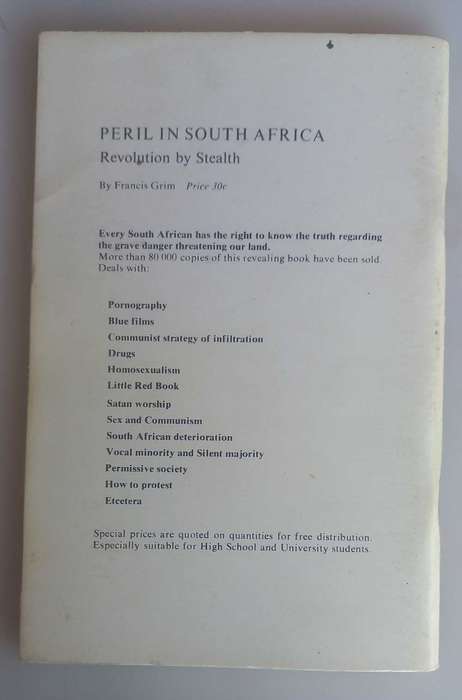 PERIL IN SOUTH AFRICA
Revolution by Stealth
By Francis Grim Price 30c
Every South African has the right to know the truth regarding
the grave danger threatening our land.
More than 80 000 copies of this revealing book have been sold.
Deals with:
Pornography
Blue films
Communist strategy of infiltration
Drugs
Homosexualism
Little Red Book
Satan worship
Sex and Communism
South African deterioration
Vocal minority and Silent majority
Permissive society
How to protest
Etcetera
Special prices are quoted on quantities for free distribution.
Especially suitable for High School and University students.